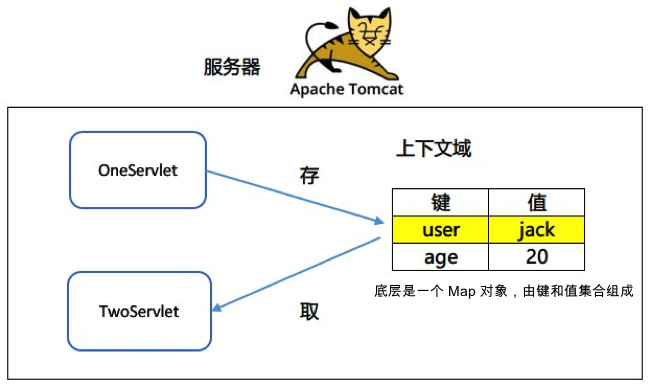 服务器
Apache Tomcat
OneServlet
存
上下文域
键 值
user jack
age 20
底层是一个 Map 对象，由键和值集合组成
TwoServlet
取